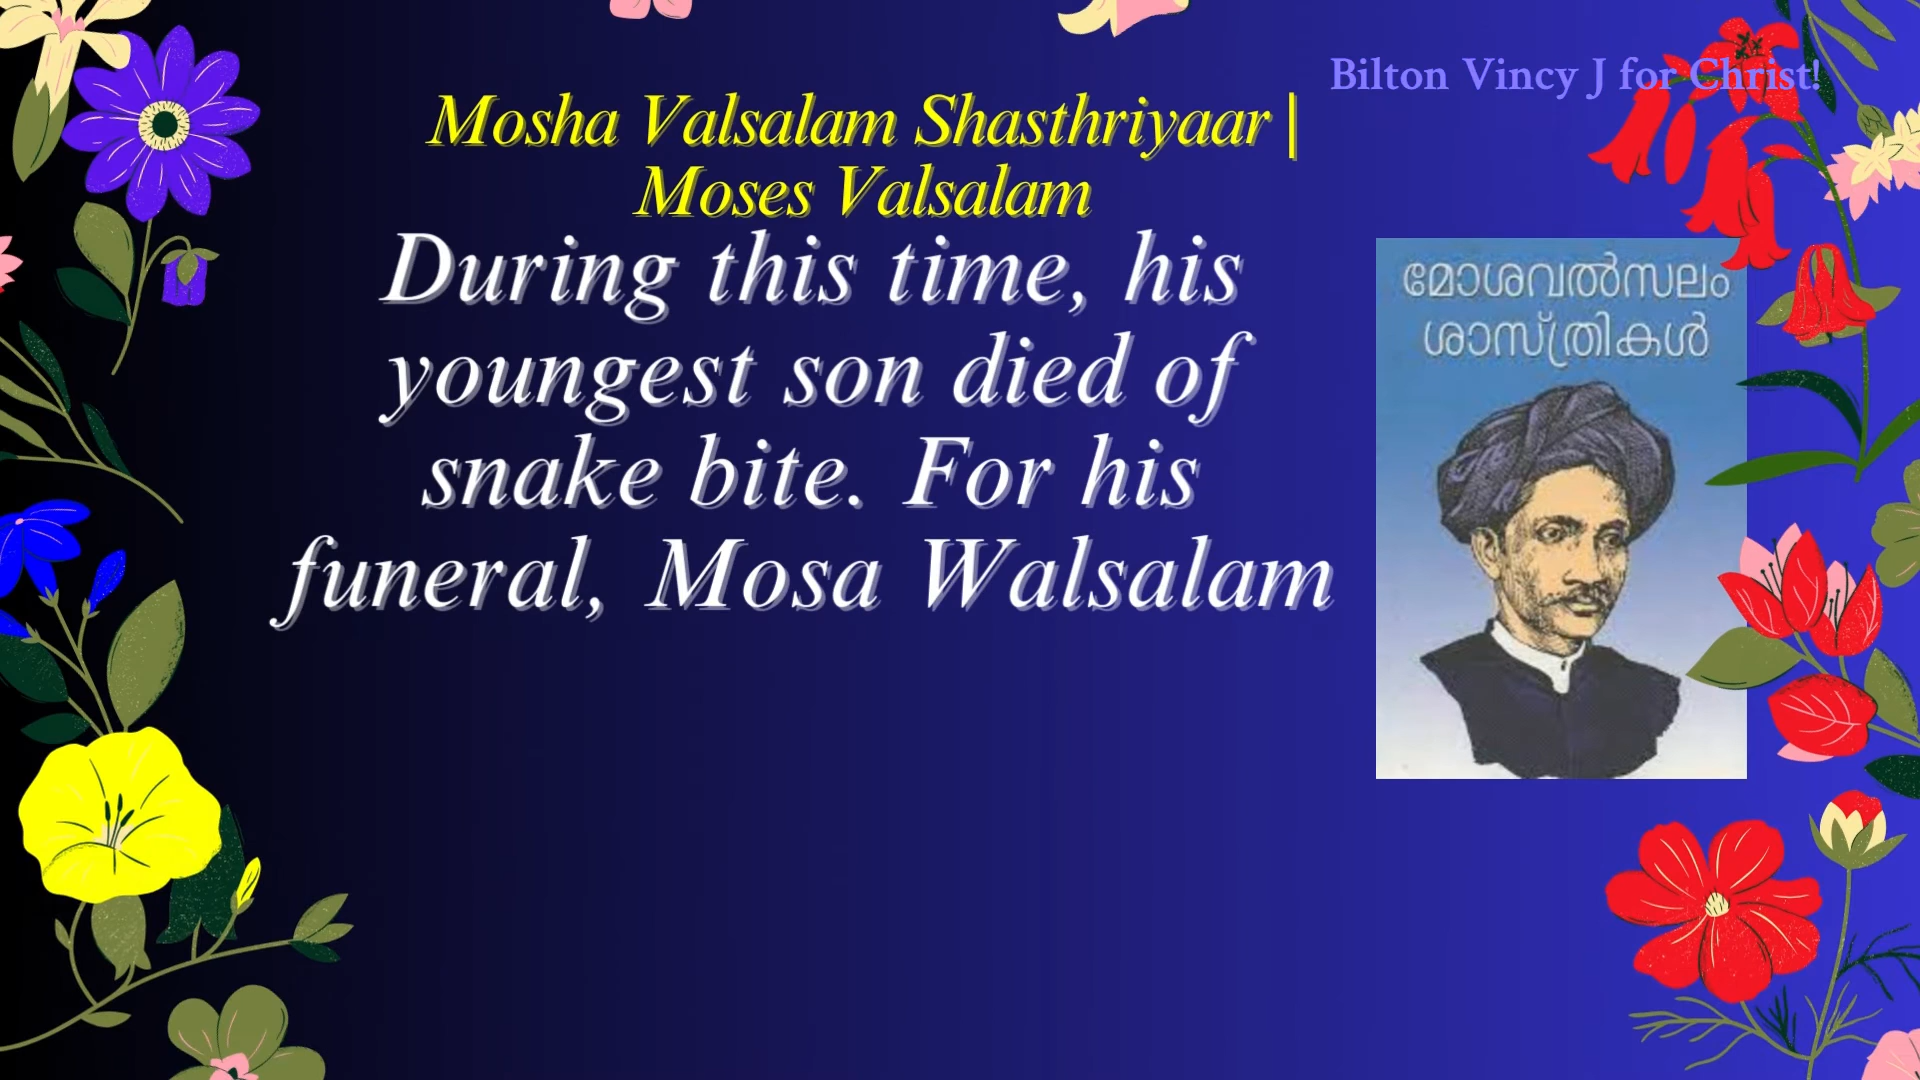 Bilton Vincy J for Christ!
Mosha Valsalam Shasthriyaar |
Moses Valsalam
During this time, his
youngest son died of
snake bite. For his
funeral, Mosa Walsalam
മോശവൽസലം
ശാസ്ത്രികൾ